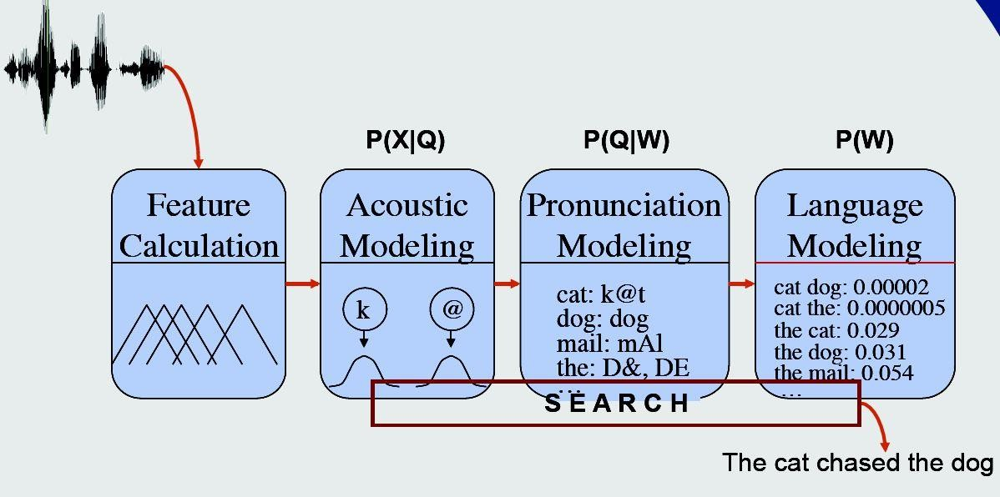 P(X|Q)
P(Q|W)
P(W)
Feature
Calculation
Acoustic
Modeling
k
@
Pronunciation
Modeling
cat: k@t
dog: dog
mail: mAl
the: D&, DE
...
Language
Modeling
cat dog: 0.00002
cat the: 0.0000005
the cat: 0.029
the dog: 0.031
the mail: 0.054
...
S E A R C H
The cat chased the dog